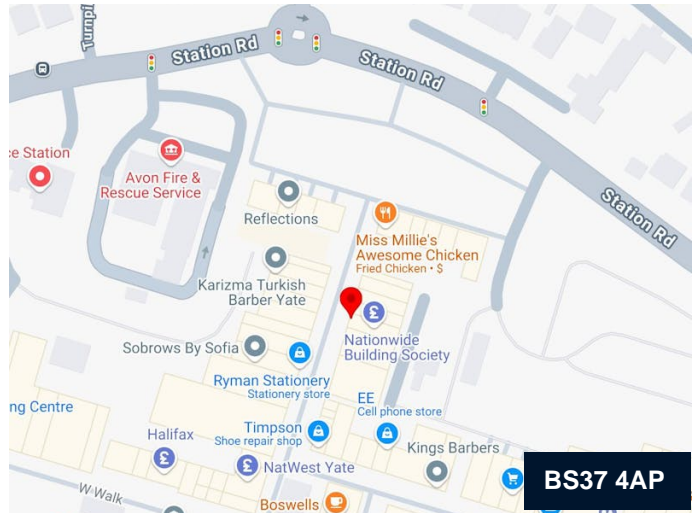 Turnpi
Station Rd
Station Rd
Station Rd
ce Station
Avon Fire &
Rescue Service
Reflections
Miss Millie's
Awesome Chicken
Fried Chicken • $
Karizma Turkish
Barber Yate
Nationwide
Building Society
Sobrows By Sofia
Ryman Stationery
Stationery store
EE
Cell phone store
ng Centre
Timpson
Shoe repair shop
Halifax
NatWest Yate
Kings Barbers
W Walk
Boswells
BS37 4AP